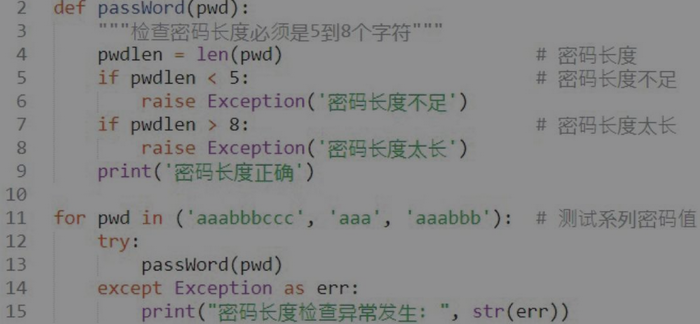 2 def passWord(pwd):
3     """检查密码长度必须是5到8个字符"""
4     pwdlen = len(pwd)                        # 密码长度
5     if pwdlen < 5:                           # 密码长度不足
6         raise Exception('密码长度不足')
7     if pwdlen > 8:                           # 密码长度太长
8         raise Exception('密码长度太长')
9     print('密码长度正确')
10
11 for pwd in ('aaabbbccc', 'aaa', 'aaabbb'):  # 测试系列密码值
12     try:
13         passWord(pwd)
14     except Exception as err:
15         print("密码长度检查异常发生: ", str(err))